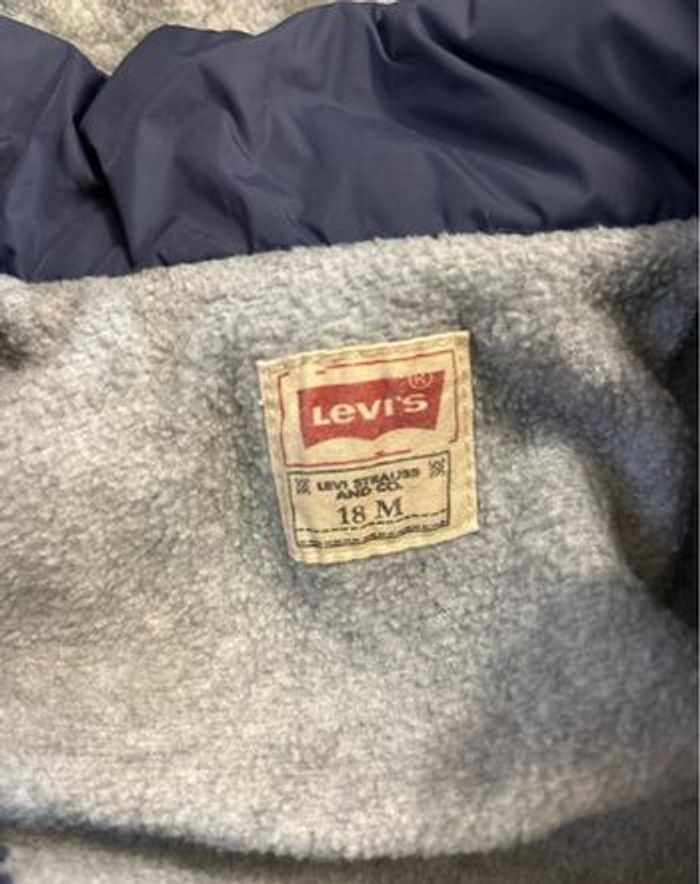 Levi's ®
LEVI STRAUSS
AND CO.
18 M